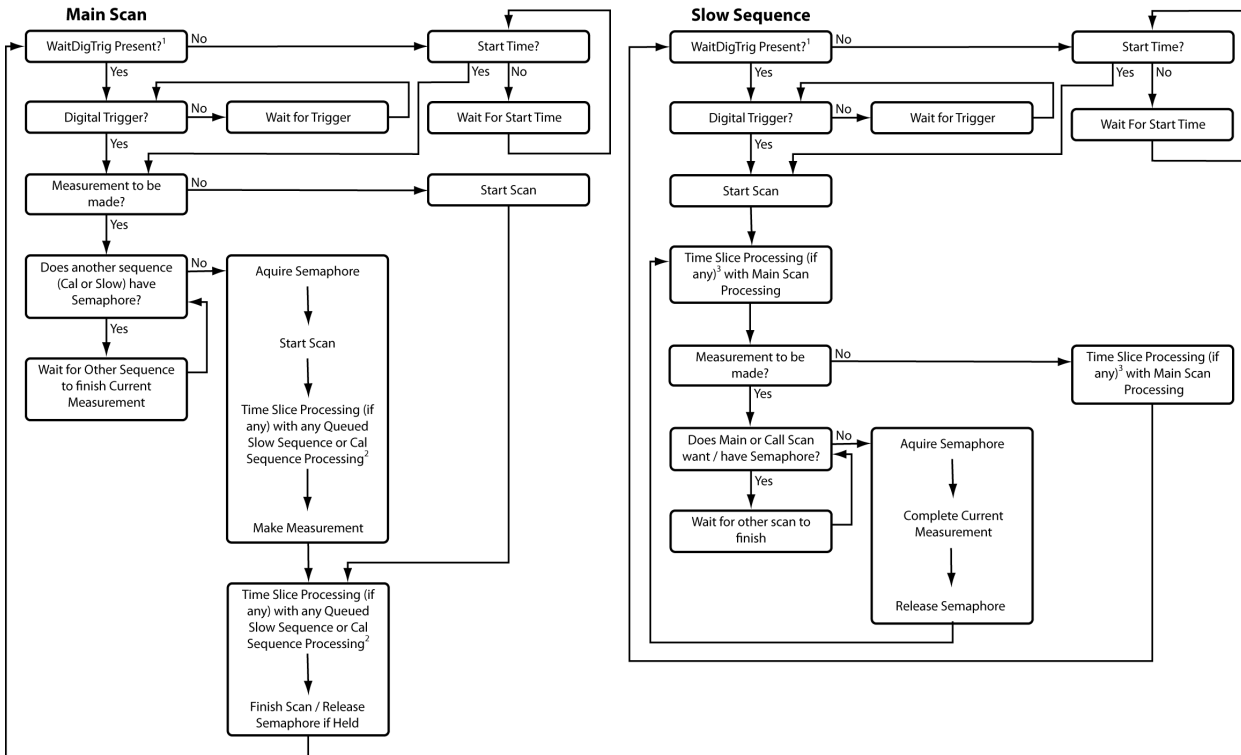 Main Scan
WaitDigTrig Present?1
No
Start Time?
Yes
Yes
No
Digital Trigger?
No
Wait for Trigger
Wait For Start Time
Yes
Measurement to be
made?
No
Start Scan
Yes
Does another sequence
(Cal or Slow) have
Semaphore?
No
Yes
Wait for Other Sequence
to finish Current
Measurement
Aquire Semaphore
Start Scan
Time Slice Processing (if
any) with any Queued
Slow Sequence or Cal
Sequence Processing2
Make Measurement
Time Slice Processing (if
any) with any Queued
Slow Sequence or Cal
Sequence Processing2
Finish Scan / Release
Semaphore if Held
Slow Sequence
WaitDigTrig Present?1
No
Start Time?
Yes
Yes
No
Digital Trigger?
No
Wait for Trigger
Wait For Start Time
Yes
Start Scan
Time Slice Processing (if
any)3 with Main Scan
Processing
Measurement to be
made?
No
Time Slice Processing (if
any)3 with Main Scan
Processing
Yes
Does Main or Call Scan
want / have Semaphore?
No
Yes
Wait for other scan to
finish
Aquire Semaphore
Complete Current
Measurement
Release Semaphore